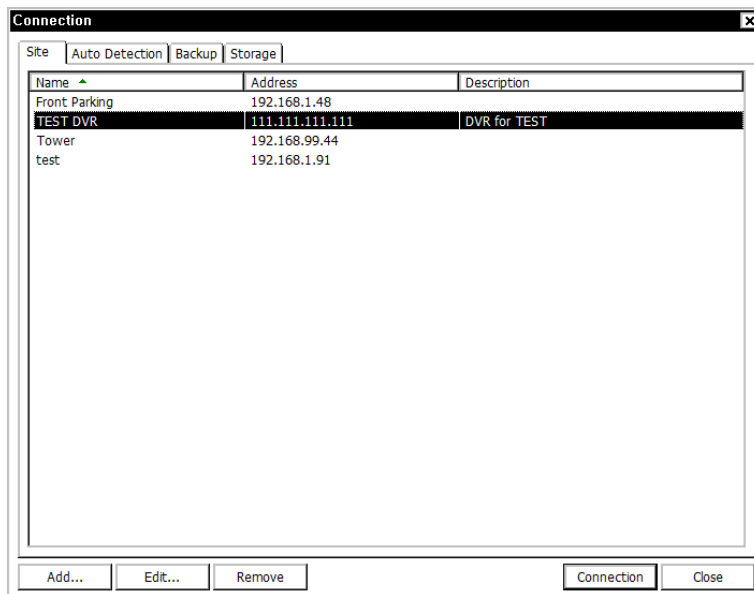 Connection
Site Auto Detection Backup Storage
Name Address Description
Front Parking 192.168.1.48
TEST DVR 111.111.111.111 DVR for TEST
Tower 192.168.99.44
test 192.168.1.91
Add... Edit... Remove Connection Close